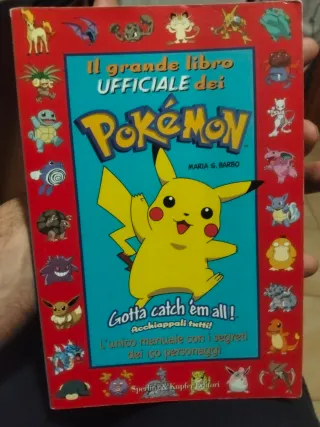 Il grande libro
UFFICIALE dei
POKéMON
MARIA S. BARBO
Gotta catch 'em all!
Acchiappali tutti!
L'unico manuale con i segreti
dei 150 personaggi
Sperling & Kupfer Editori